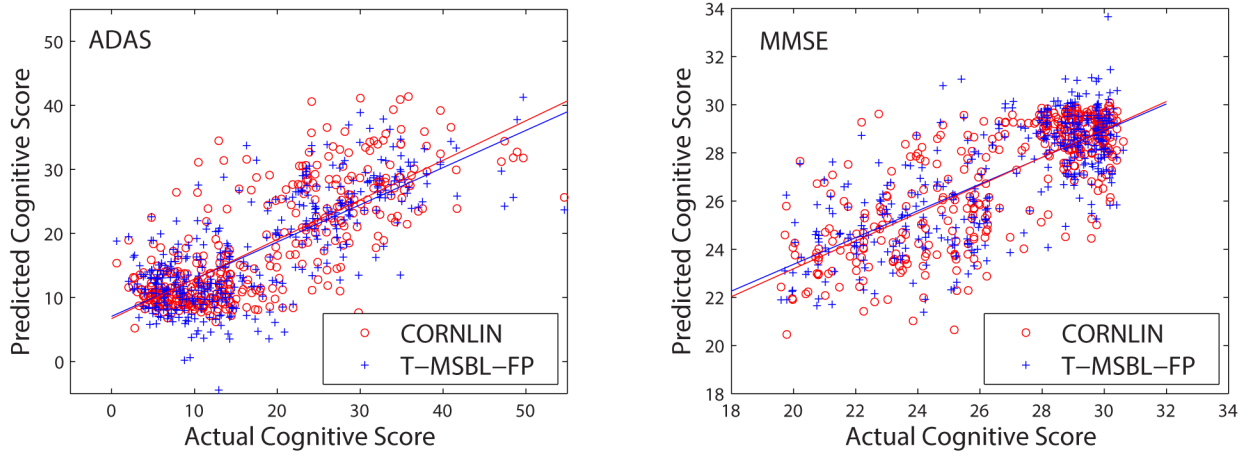 ADAS
Predicted Cognitive Score
50
40
30
20
10
0
CORNLIN
T-MSBL-FP
0 10 20 30 40 50
Actual Cognitive Score
MMSE
Predicted Cognitive Score
34
32
30
28
26
24
22
20
18
CORNLIN
T-MSBL-FP
18 20 22 24 26 28 30 32 34
Actual Cognitive Score